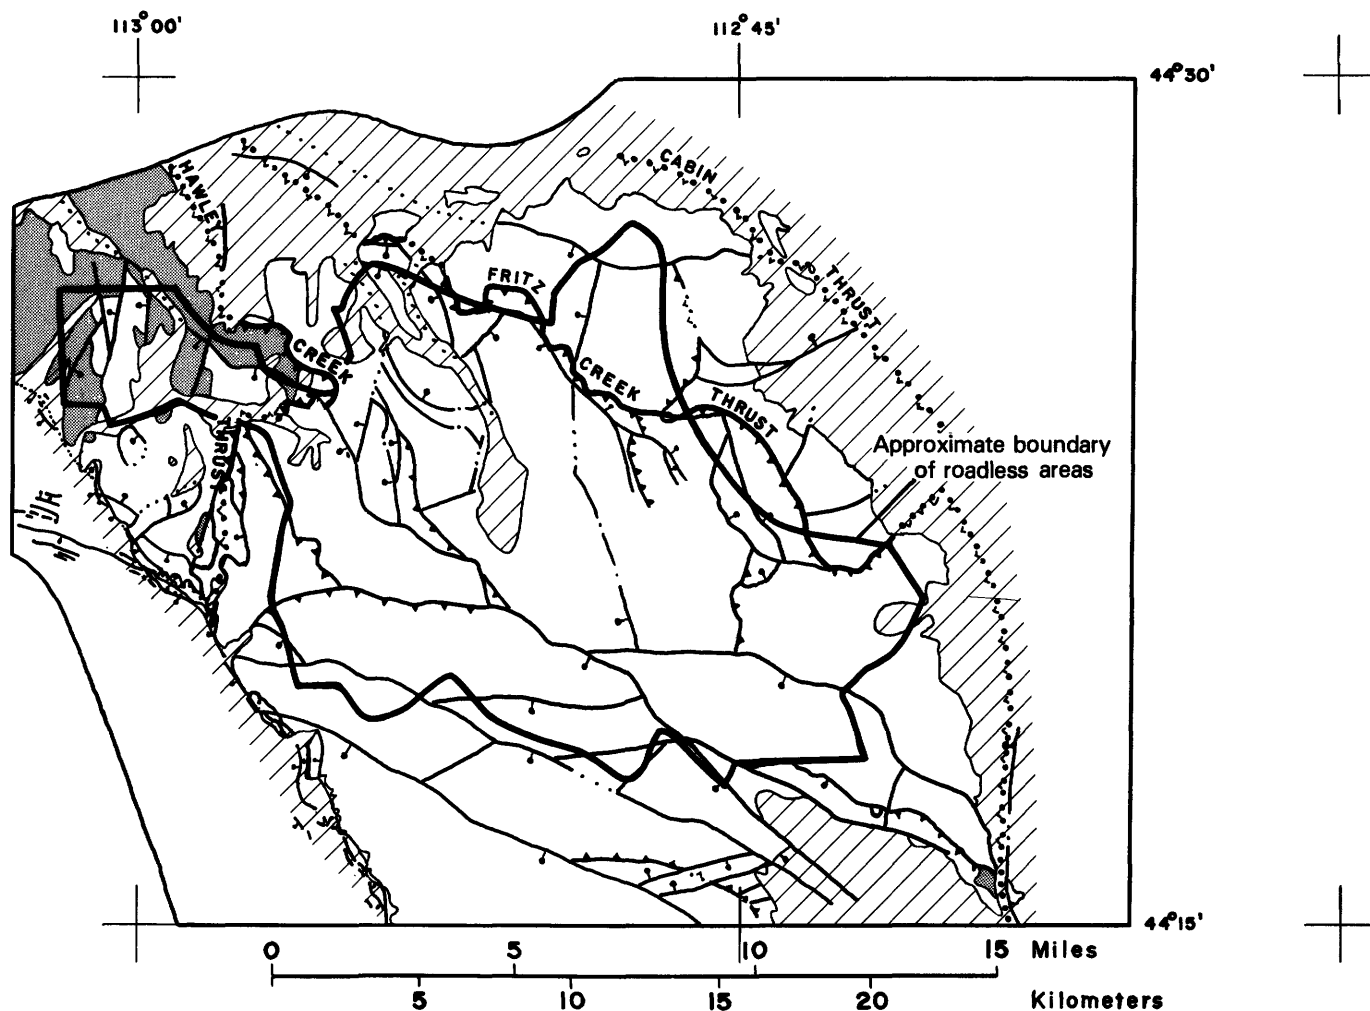 113°00'
112°45'
44°30'
HAWLEY
CABIN
THRUST
FRITZ
CREEK
CREEK
THRUST
THRUST
Approximate boundary
of roadless areas
44°15'
0 5 10 15 Miles
5 10 15 20 Kilometers